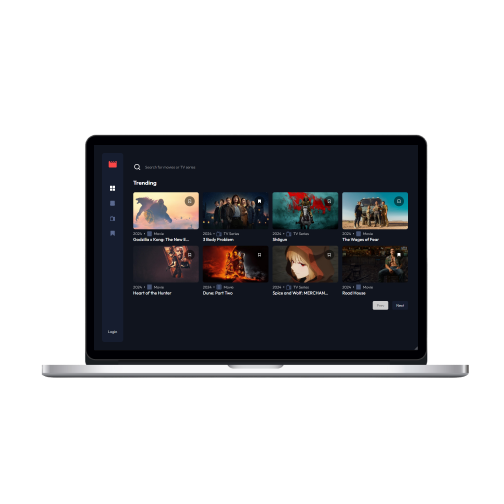 Search for movies or TV series
Trending
2024 • Movie
Godzilla x Kong: The New E...
2024 • TV Series
3 Body Problem
2024 • TV Series
Shōgun
2024 • Movie
The Wages of Fear
2024 • Movie
Heart of the Hunter
2024 • Movie
Dune: Part Two
2024 • TV Series
Spice and Wolf: MERCHAN...
2024 • Movie
Road House
Prev
Next
Login